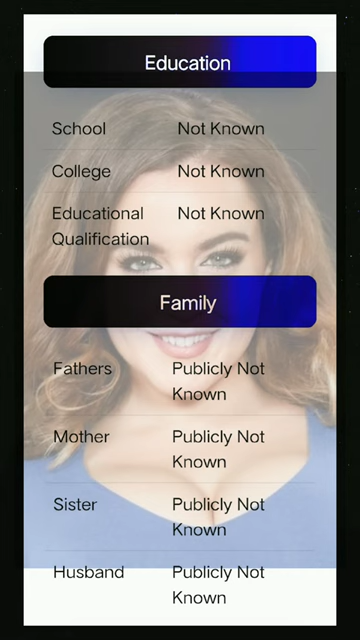 Education
School Not Known
College Not Known
Educational Not Known
Qualification
Family
Fathers Publicly Not
Known
Mother Publicly Not
Known
Sister Publicly Not
Known
Husband Publicly Not
Known